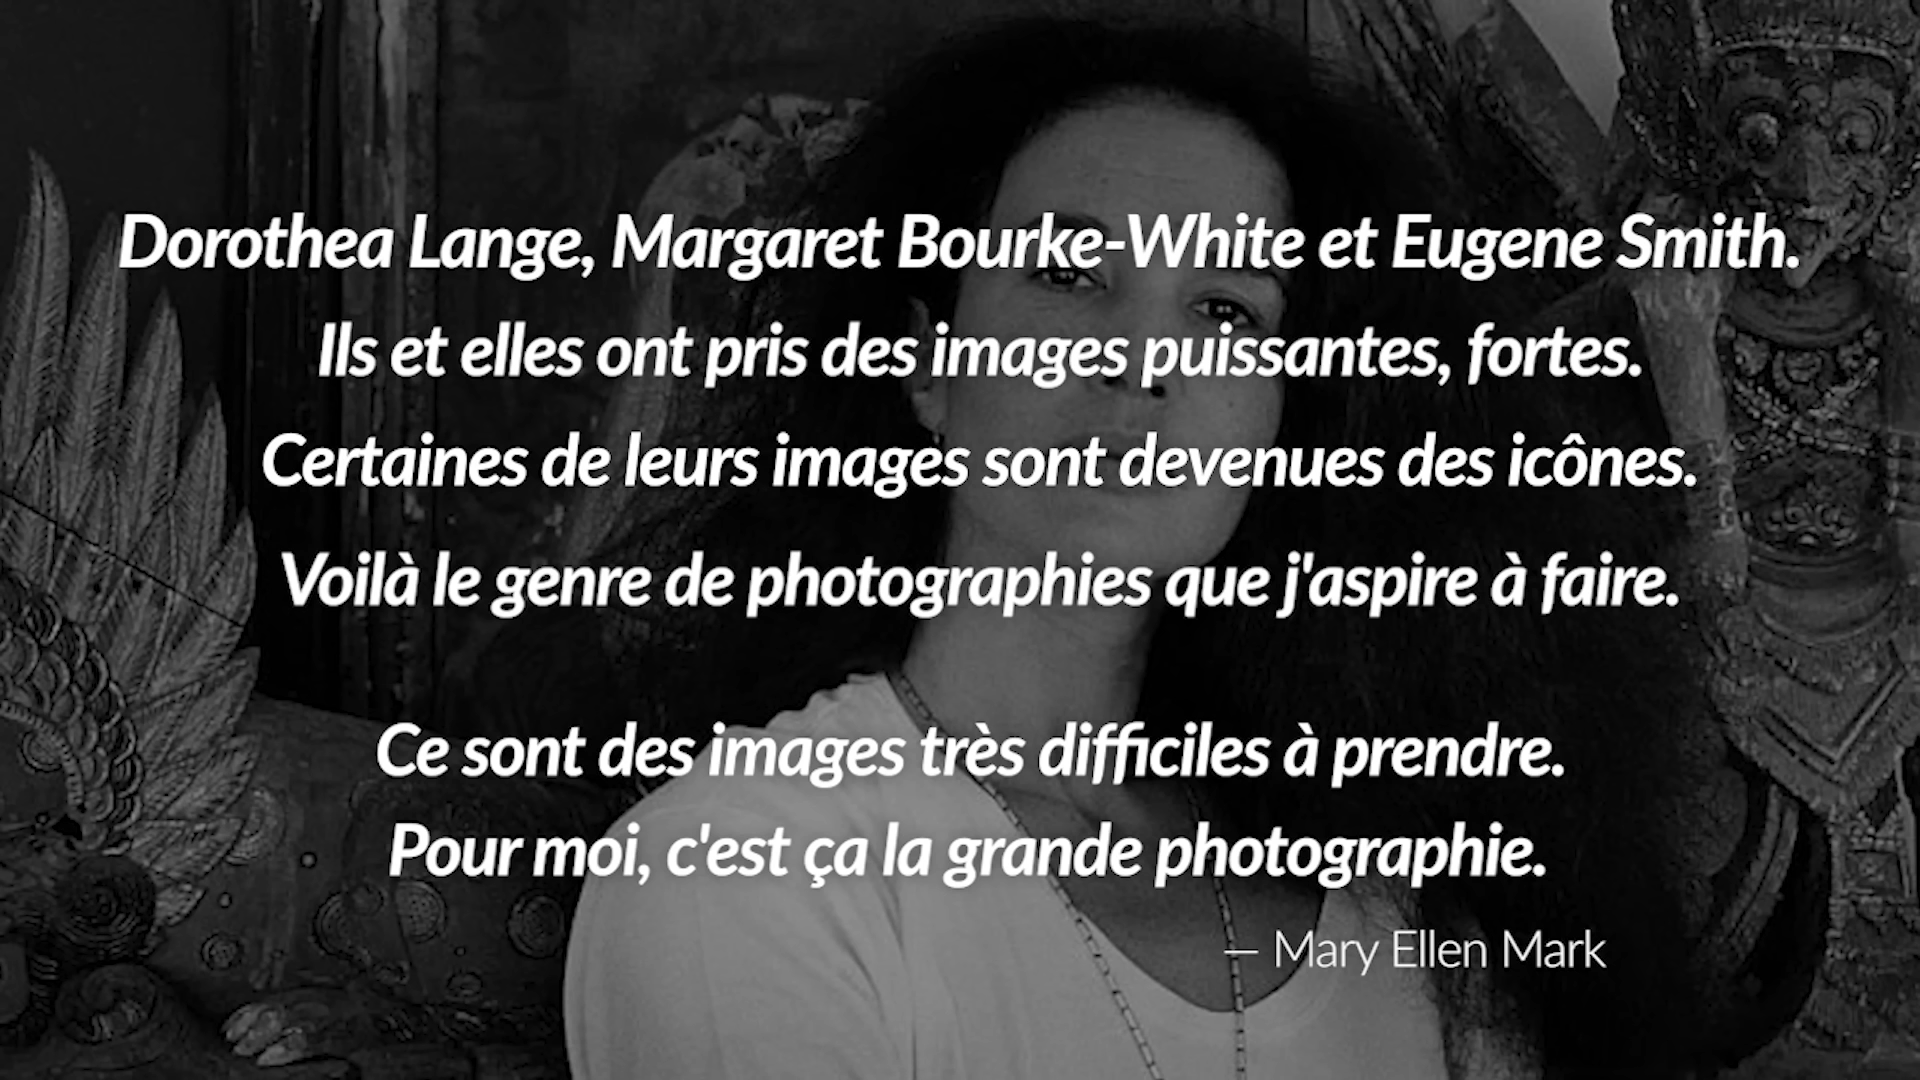 Dorothea Lange, Margaret Bourke-White et Eugene Smith.
Ils et elles ont pris des images puissantes, fortes.
Certaines de leurs images sont devenues des icônes.
Voilà le genre de photographies que j'aspire à faire.
Ce sont des images très difficiles à prendre.
Pour moi, c'est ça la grande photographie.
— Mary Ellen Mark